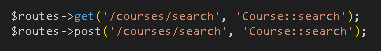 $routes->get('/courses/search', 'Course::search');
$routes->post('/courses/search', 'Course::search');